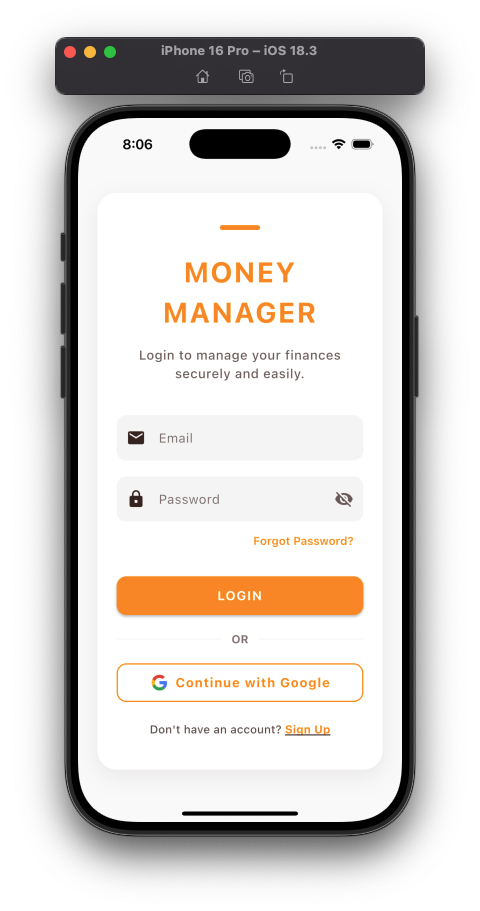 iPhone 16 Pro – iOS 18.3
8:06
MONEY
MANAGER
Login to manage your finances
securely and easily.
Email
Password
Forgot Password?
LOGIN
OR
Continue with Google
Don't have an account? Sign Up